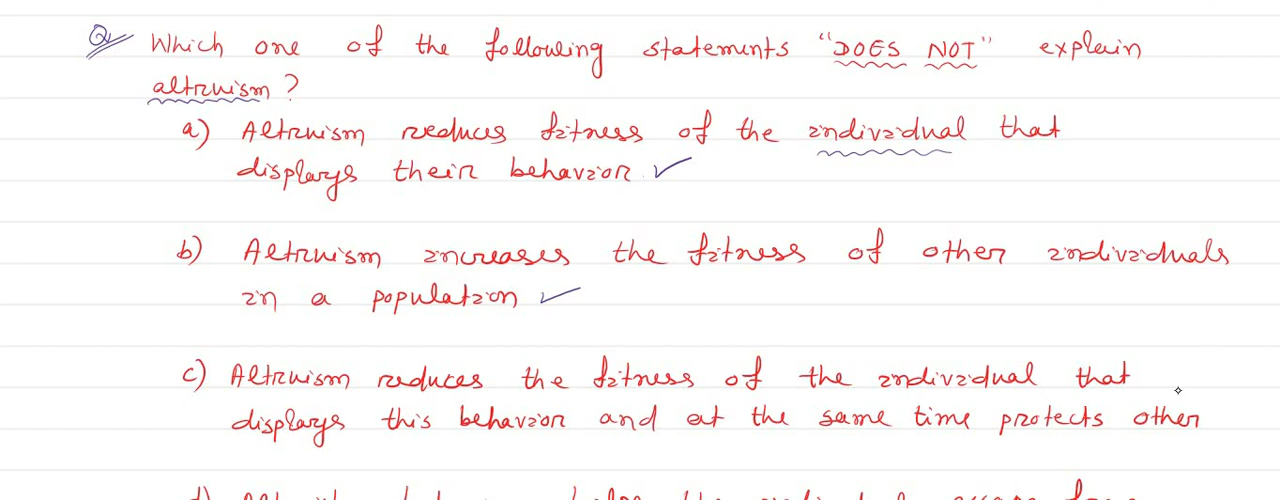 Q Which one of the following statements "DOES NOT" explain
altruism?
a) Altruism reduces fitness of the individual that
displays their behavior
b) Altruism increases the fitness of other individuals
in a population
c) Altruism reduces the fitness of the individual that
displays this behavior and at the same time protects other
d)